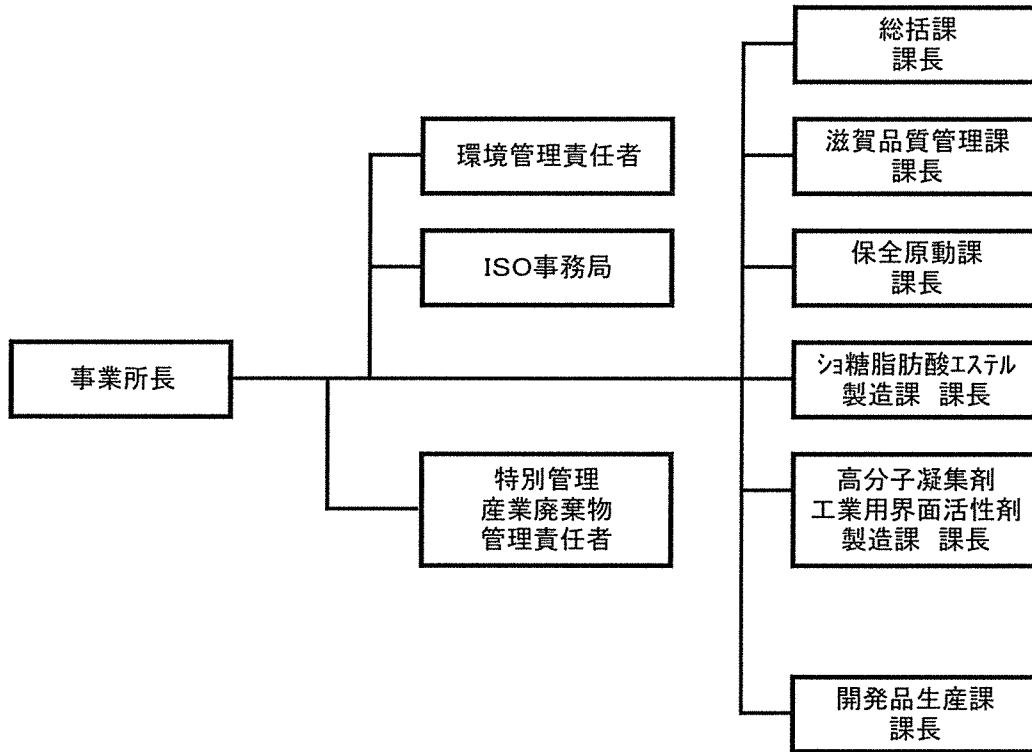 事業所長
環境管理責任者
ISO事務局
特別管理
産業廃棄物
管理責任者
総括課
課長
滋賀品質管理課
課長
保全原動課
課長
ショ糖脂肪酸エステル
製造課 課長
高分子凝集剤
工業用界面活性剤
製造課 課長
開発品生産課
課長